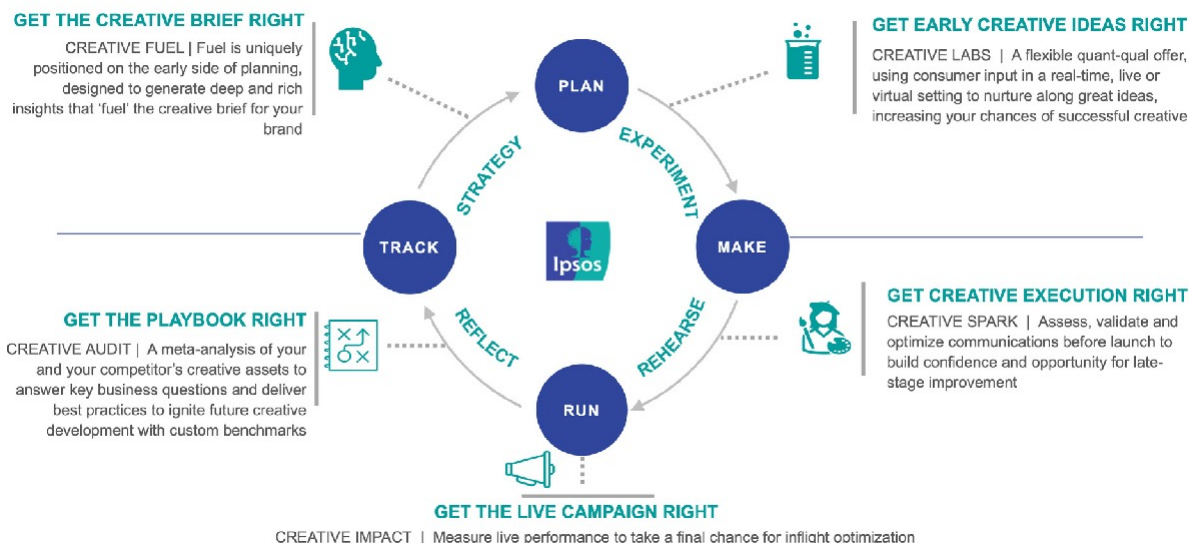 GET THE CREATIVE BRIEF RIGHT
CREATIVE FUEL | Fuel is uniquely
positioned on the early side of planning,
designed to generate deep and rich
insights that 'fuel' the creative brief for your
brand
GET EARLY CREATIVE IDEAS RIGHT
CREATIVE LABS | A flexible quant-qual offer,
using consumer input in a real-time, live or
virtual setting to nurture along great ideas,
increasing your chances of successful creative
PLAN
STRATEGY
EXPERIMENT
TRACK
Ipsos
MAKE
REFLECT
REHEARSE
RUN
GET THE PLAYBOOK RIGHT
CREATIVE AUDIT | A meta-analysis of your
and your competitor's creative assets to
answer key business questions and deliver
best practices to ignite future creative
development with custom benchmarks
GET CREATIVE EXECUTION RIGHT
CREATIVE SPARK | Assess, validate and
optimize communications before launch to
build confidence and opportunity for late-
stage improvement
GET THE LIVE CAMPAIGN RIGHT
CREATIVE IMPACT | Measure live performance to take a final chance for inflight optimization